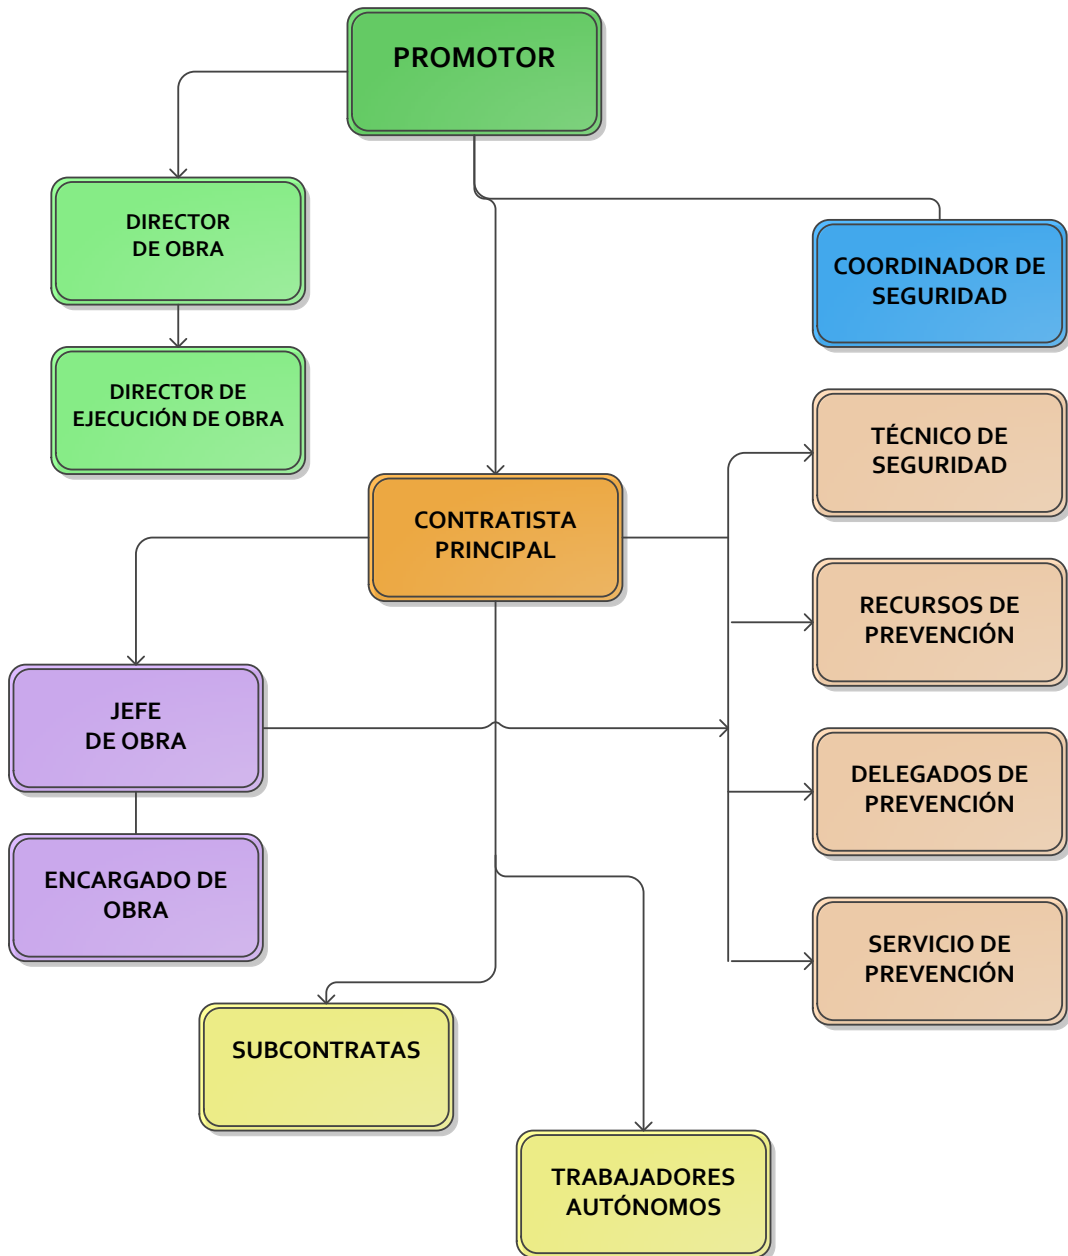 PROMOTOR
DIRECTOR
DE OBRA
COORDINADOR DE
SEGURIDAD
DIRECTOR DE
EJECUCIÓN DE OBRA
TÉCNICO DE
SEGURIDAD
CONTRATISTA
PRINCIPAL
RECURSOS DE
PREVENCIÓN
JEFE
DE OBRA
DELEGADOS DE
PREVENCIÓN
ENCARGADO DE
OBRA
SERVICIO DE
PREVENCIÓN
SUBCONTRATAS
TRABAJADORES
AUTÓNOMOS